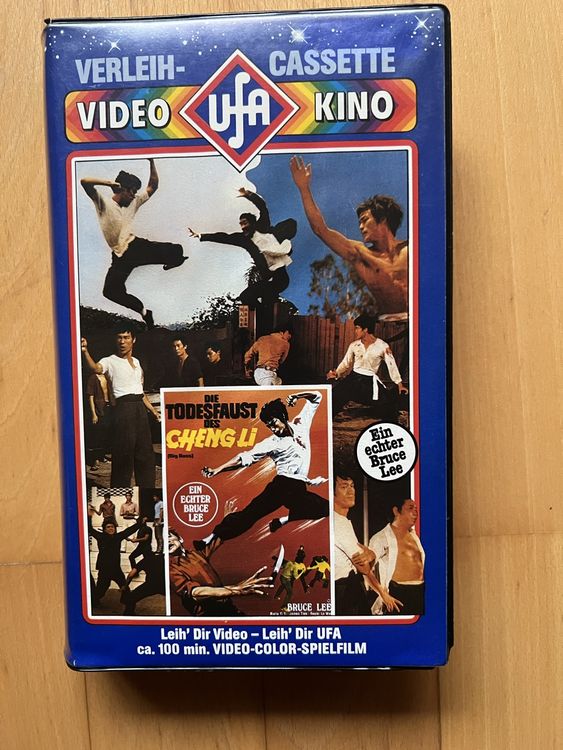 VERLEIH- CASSETTE
VIDEO UFA KINO
DIE
TODESFAUST
DES
CHENG LI
(Big Boss)
EIN
ECHTER
BRUCE
LEE
Ein
echter
Bruce
Lee
BRUCE LEE
Leih' Dir Video – Leih' Dir UFA
ca. 100 min. VIDEO-COLOR-SPIELFILM